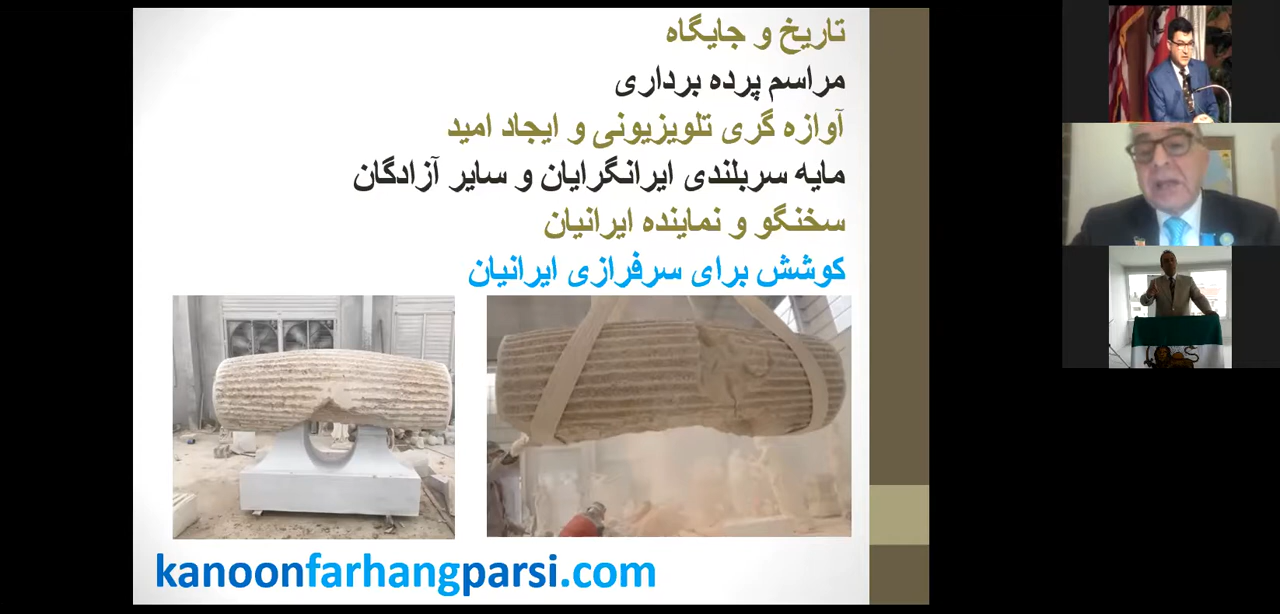 تاریخ و جایگاه
مراسم پرده برداری
آوازه گری تلویزیونی و ایجاد امید
مایه سربلندی ایرانگرایان و سایر آزادگان
سخنگو و نماینده ایرانیان
کوشش برای سرفرازی ایرانیان
kanoonfarhangparsi.com